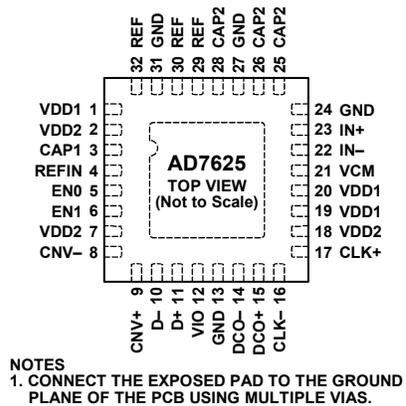 32 REF
31 GND
30 REF
29 REF
28 CAP2
27 GND
26 CAP2
25 CAP2
VDD1 1
VDD2 2
CAP1 3
REFIN 4
EN0 5
EN1 6
VDD2 7
CNV– 8
AD7625
TOP VIEW
(Not to Scale)
24 GND
23 IN+
22 IN–
21 VCM
20 VDD1
19 VDD1
18 VDD2
17 CLK+
CNV+ 9
D– 10
D+ 11
VIO 12
GND 13
DCO– 14
DCO+ 15
CLK– 16
NOTES
1. CONNECT THE EXPOSED PAD TO THE GROUND
PLANE OF THE PCB USING MULTIPLE VIAS.